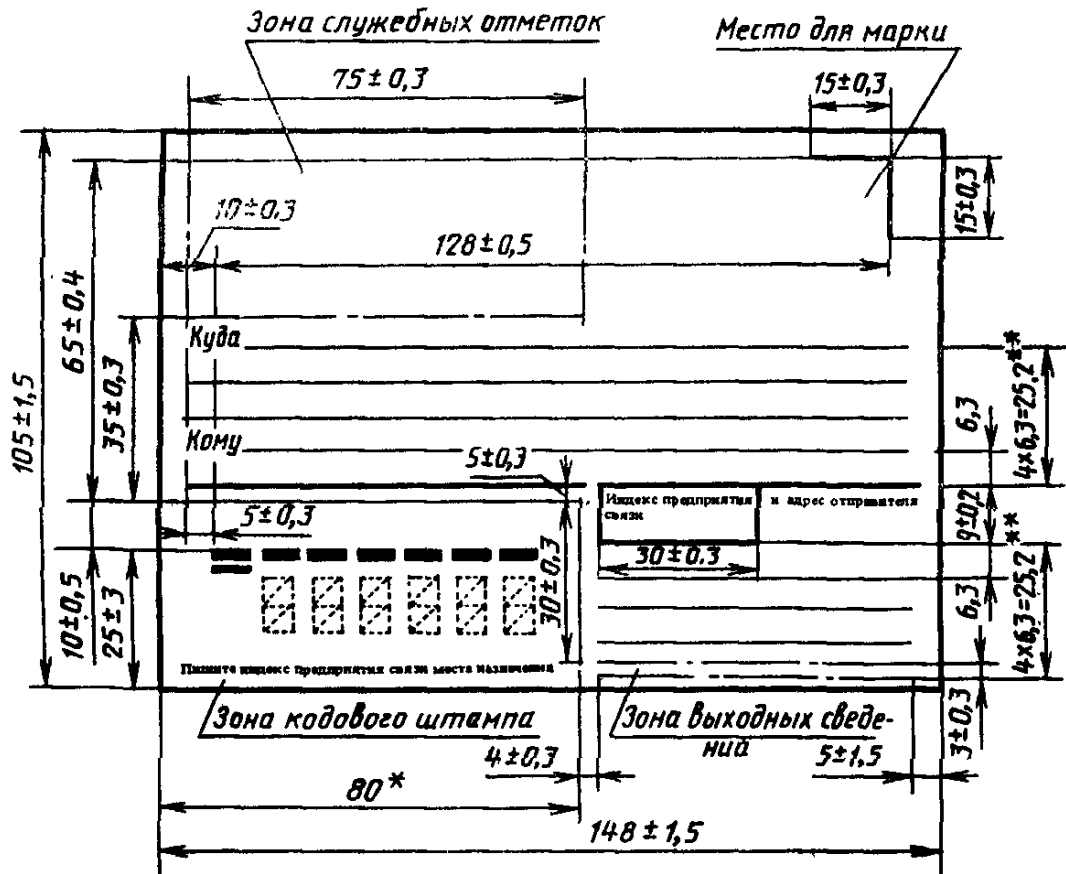 Зона служебных отметок
Место для марки
75±0,3
15±0,3
15±0,3
10±0,3
128±0,5
65±0,4
105±1,5
35±0,3
Куда
Кому
6,3
4×6,3=25,2**
5±0,3
5±0,3
Индекс предприятия связи
и адрес отправителя
9±0,2
30±0,3
30±0,3
10±0,5
25±3
6,3
4×6,3=25,2**
Пишите индекс предприятия связи места назначения
Зона кодового штампа
Зона выходных сведе-
ний
4±0,3
5±1,5
3±0,3
80*
148±1,5